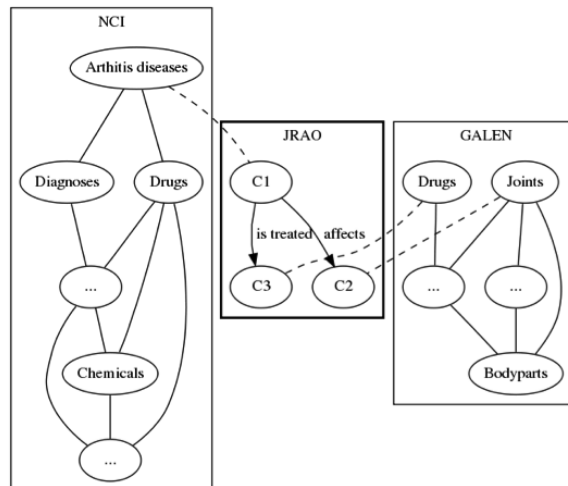 NCI
Arthitis diseases
Diagnoses
Drugs
...
Chemicals
...
JRAO
C1
is treated
affects
C3
C2
GALEN
Drugs
Joints
...
...
Bodyparts